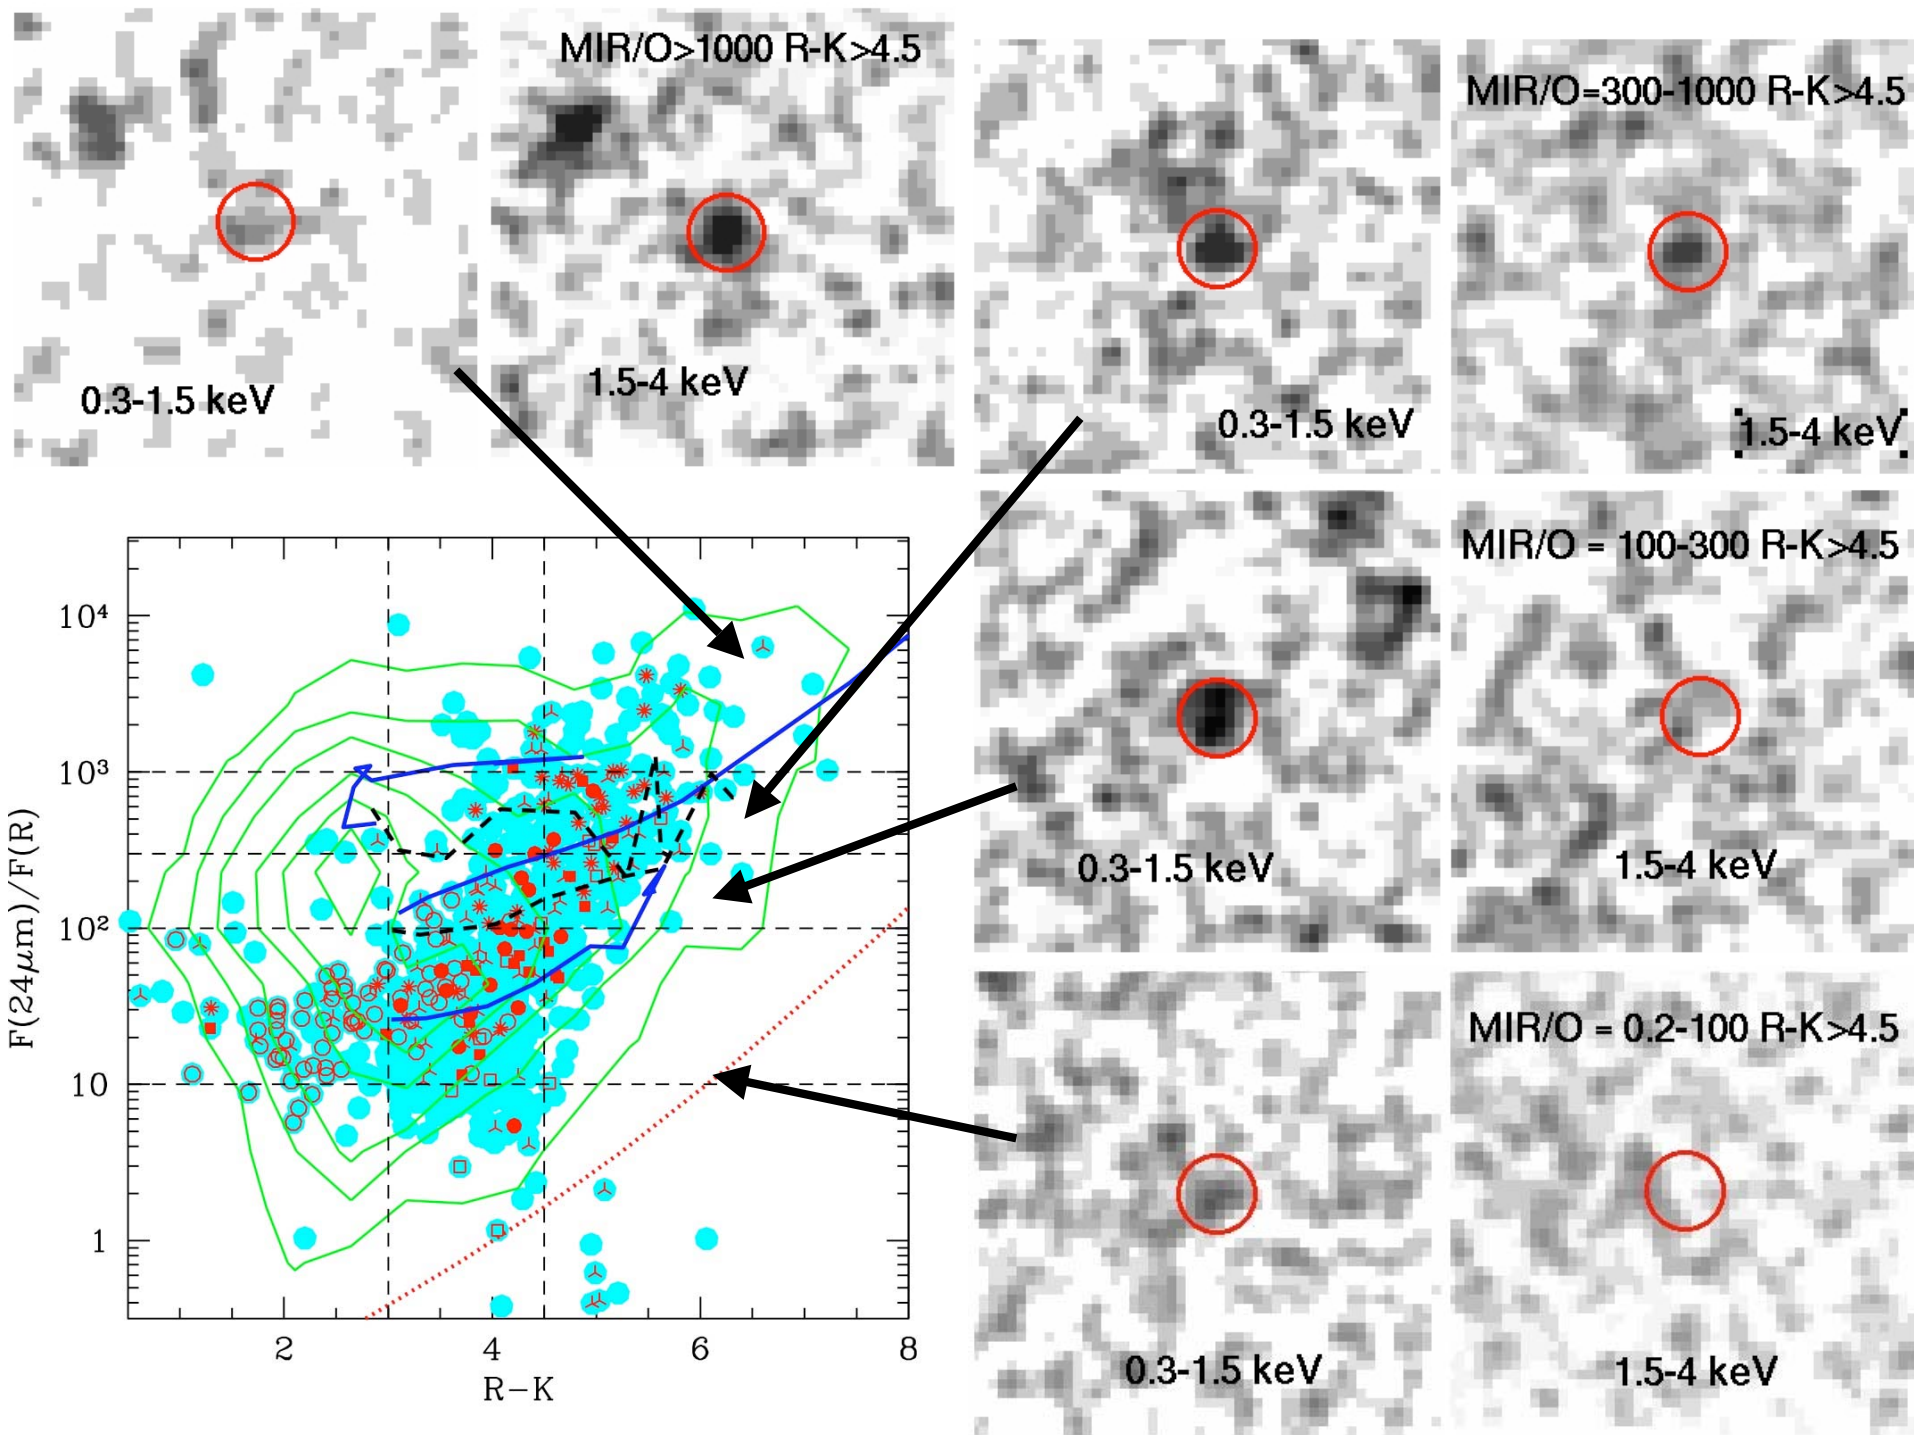 MIR/O>1000 R-K>4.5
0.3-1.5 keV
1.5-4 keV
MIR/O=300-1000 R-K>4.5
0.3-1.5 keV
1.5-4 keV
MIR/O = 100-300 R-K>4.5
0.3-1.5 keV
1.5-4 keV
MIR/O = 0.2-100 R-K>4.5
0.3-1.5 keV
1.5-4 keV
F(24μm)/F(R)
10⁴
10³
10²
10
1
2 4 6 8
R-K